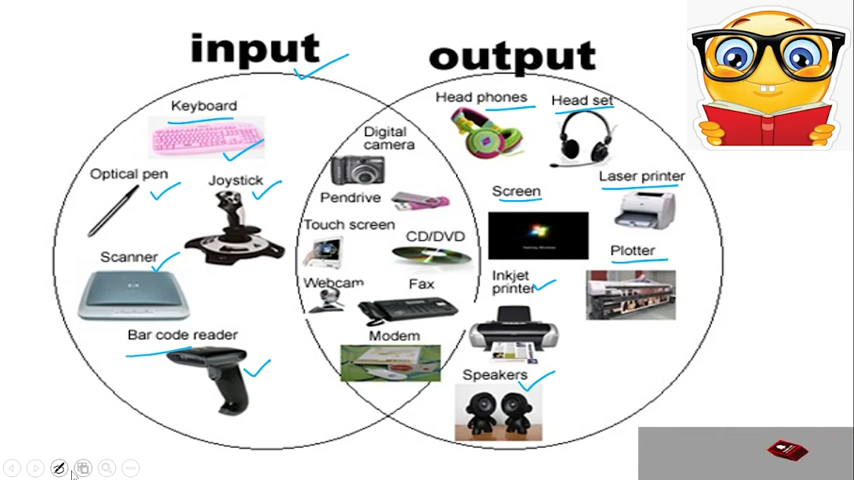 input
output
Keyboard
Optical pen
Joystick
Scanner
Bar code reader
Digital
camera
Pendrive
Touch screen
CD/DVD
Webcam
Fax
Modem
Head phones
Head set
Screen
Laser printer
Plotter
Inkjet
printer
Speakers